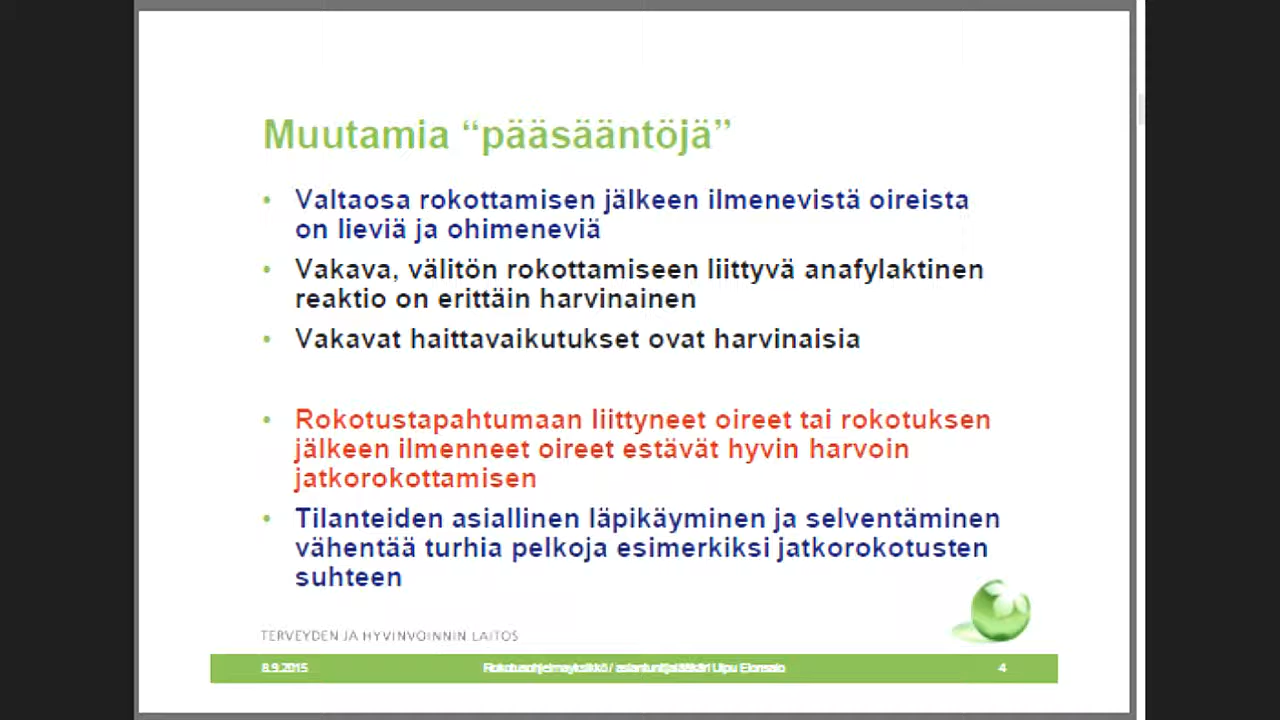 Muutamia “pääsääntöjä”
• Valtaosa rokottamisen jälkeen ilmenevistä oireista
on lieviä ja ohimeneviä
• Vakava, välitön rokottamiseen liittyvä anafylaktinen
reaktio on erittäin harvinainen
• Vakavat haittavaikutukset ovat harvinaisia
• Rokotustapahtumaan liittyneet oireet tai rokotuksen
jälkeen ilmenneet oireet estävät hyvin harvoin
jatkorokottamisen
• Tilanteiden asiallinen läpikäyminen ja selventäminen
vähentää turhia pelkoja esimerkiksi jatkorokotusten
suhteen
TERVEYDEN JA HYVINVOINNIN LAITOS
8.9.2015 / Elonsalo 4